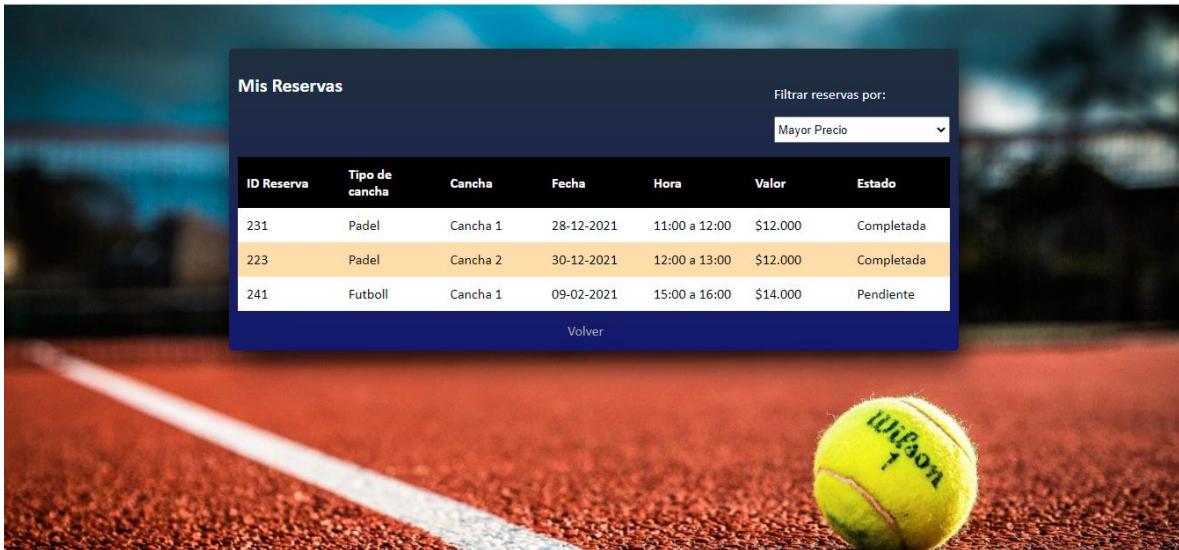 Mis Reservas
Filtrar reservas por:
Mayor Precio
ID Reserva Tipo de cancha Cancha Fecha Hora Valor Estado
231 Padel Cancha 1 28-12-2021 11:00 a 12:00 $12.000 Completada
223 Padel Cancha 2 30-12-2021 12:00 a 13:00 $12.000 Completada
241 Futboll Cancha 1 09-02-2021 15:00 a 16:00 $14.000 Pendiente
Volver
Wilson
1